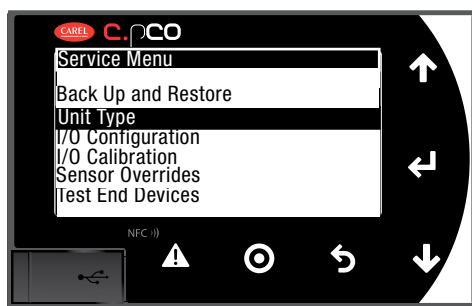 CAREL c.pCO
Service Menu
Back Up and Restore
Unit Type
I/O Configuration
I/O Calibration
Sensor Overrides
Test End Devices
NFC